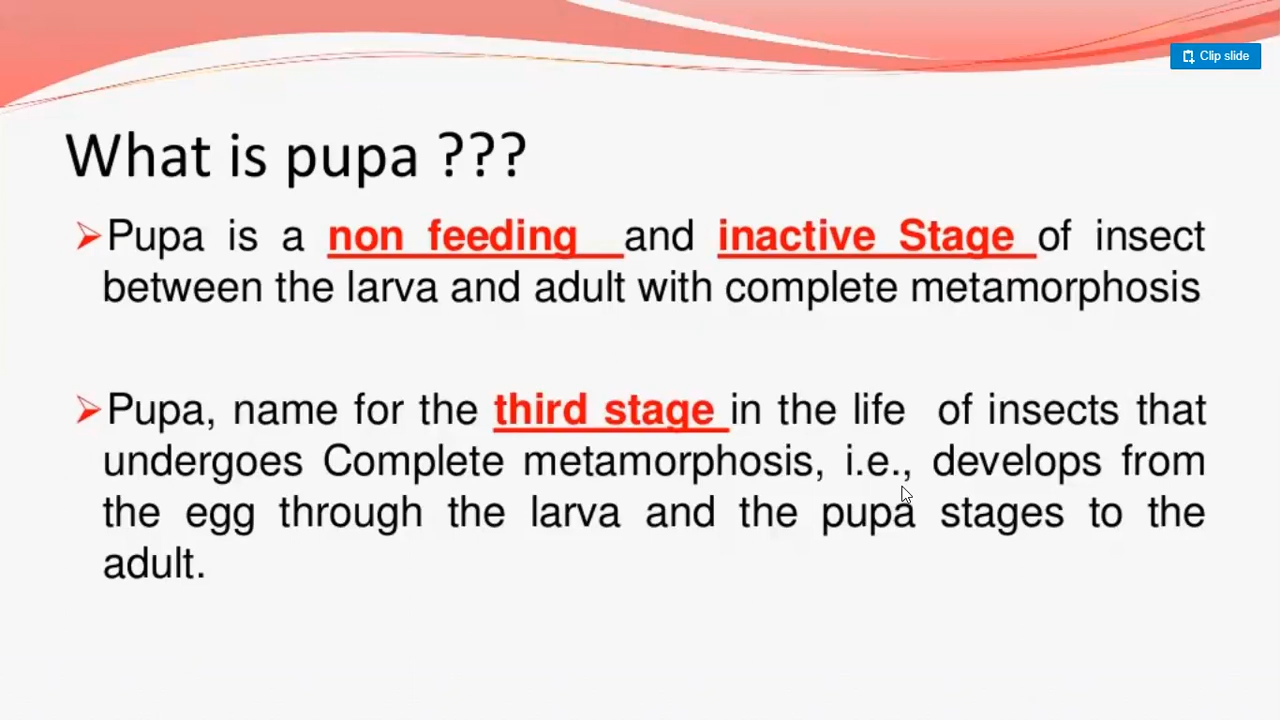 Clip slide
What is pupa ???
➢Pupa is a non feeding and inactive Stage of insect
between the larva and adult with complete metamorphosis
➢Pupa, name for the third stage in the life of insects that
undergoes Complete metamorphosis, i.e., develops from
the egg through the larva and the pupa stages to the
adult.